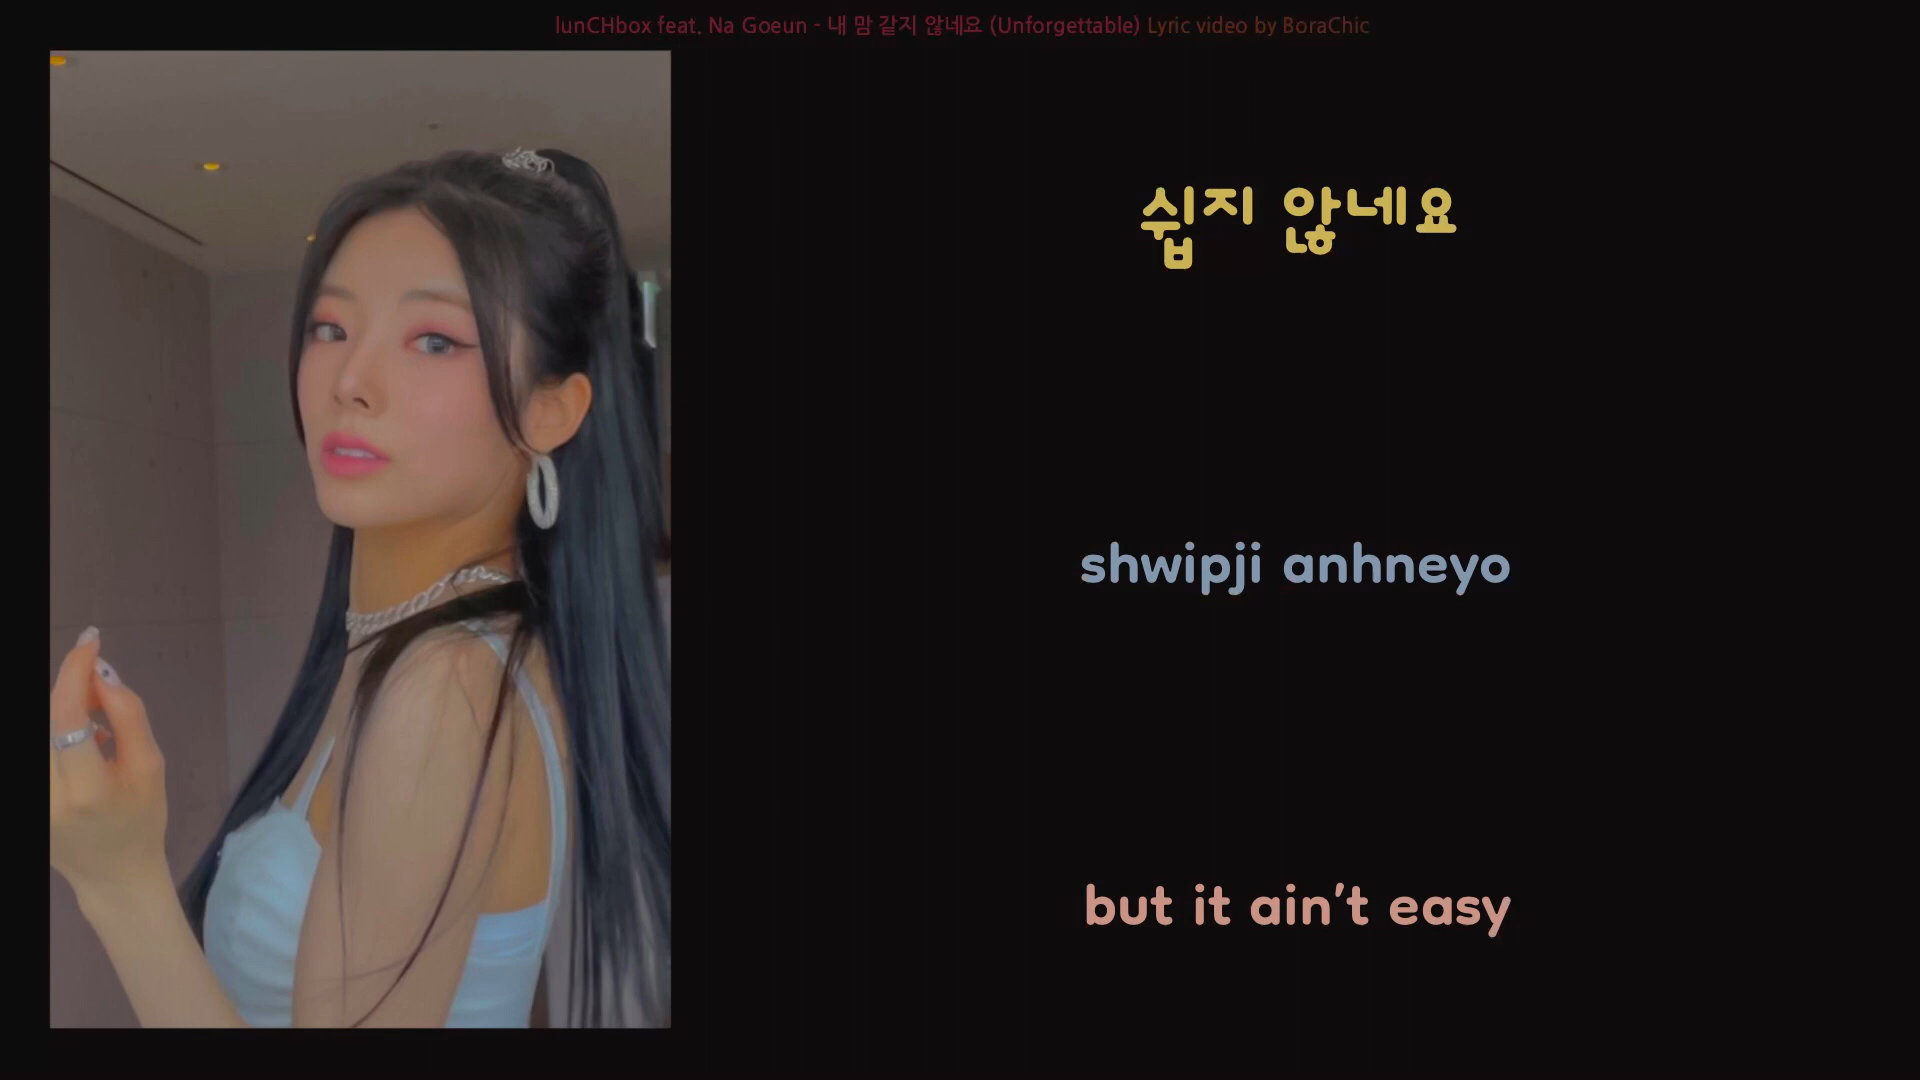 lunCHbox feat. Na Goeun - 내 맘 같지 않네요 (Unforgettable) Lyric video by BoraChic
쉽지 않네요
shwipji anhneyo
but it ain't easy